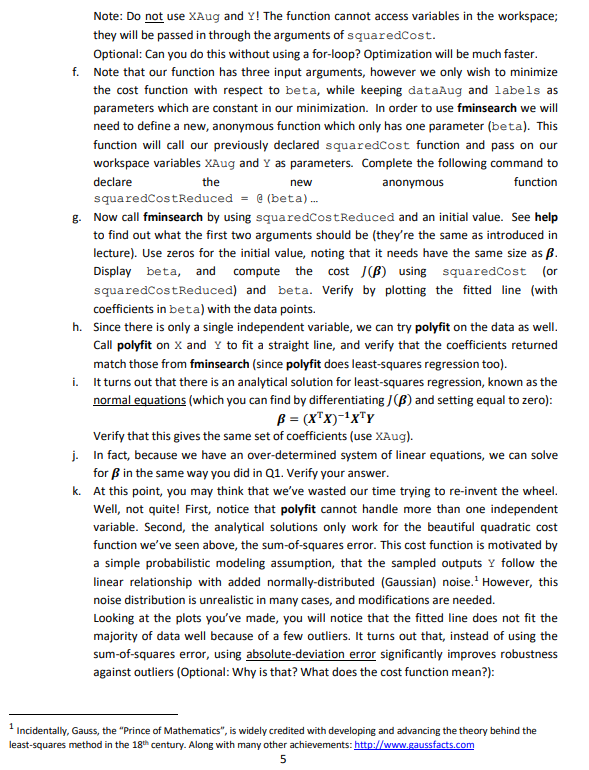 Note: Do not use XAug and Y! The function cannot access variables in the workspace;
they will be passed in through the arguments of squaredCost.
Optional: Can you do this without using a for-loop? Optimization will be much faster.
f. Note that our function has three input arguments, however we only wish to minimize
the cost function with respect to beta, while keeping dataAug and labels as
parameters which are constant in our minimization. In order to use fminsearch we will
need to define a new, anonymous function which only has one parameter (beta). This
function will call our previously declared squaredCost function and pass on our
workspace variables XAug and Y as parameters. Complete the following command to
declare the new anonymous function
squaredCostReduced = @(beta)…
g. Now call fminsearch by using squaredCostReduced and an initial value. See help
to find out what the first two arguments should be (they're the same as introduced in
lecture). Use zeros for the initial value, noting that it needs have the same size as β.
Display beta, and compute the cost J(β) using squaredCost (or
squaredCostReduced) and beta. Verify by plotting the fitted line (with
coefficients in beta) with the data points.
h. Since there is only a single independent variable, we can try polyfit on the data as well.
Call polyfit on X and Y to fit a straight line, and verify that the coefficients returned
match those from fminsearch (since polyfit does least-squares regression too).
i. It turns out that there is an analytical solution for least-squares regression, known as the
normal equations (which you can find by differentiating J(β) and setting equal to zero):
β = (XᵀX)⁻¹XᵀY
Verify that this gives the same set of coefficients (use XAug).
j. In fact, because we have an over-determined system of linear equations, we can solve
for β in the same way you did in Q1. Verify your answer.
k. At this point, you may think that we've wasted our time trying to re-invent the wheel.
Well, not quite! First, notice that polyfit cannot handle more than one independent
variable. Second, the analytical solutions only work for the beautiful quadratic cost
function we've seen above, the sum-of-squares error. This cost function is motivated by
a simple probabilistic modeling assumption, that the sampled outputs Y follow the
linear relationship with added normally-distributed (Gaussian) noise.¹ However, this
noise distribution is unrealistic in many cases, and modifications are needed.
Looking at the plots you've made, you will notice that the fitted line does not fit the
majority of data well because of a few outliers. It turns out that, instead of using the
sum-of-squares error, using absolute-deviation error significantly improves robustness
against outliers (Optional: Why is that? What does the cost function mean?):
¹ Incidentally, Gauss, the "Prince of Mathematics", is widely credited with developing and advancing the theory behind the
least-squares method in the 18th century. Along with many other achievements: http://www.gaussfacts.com
5